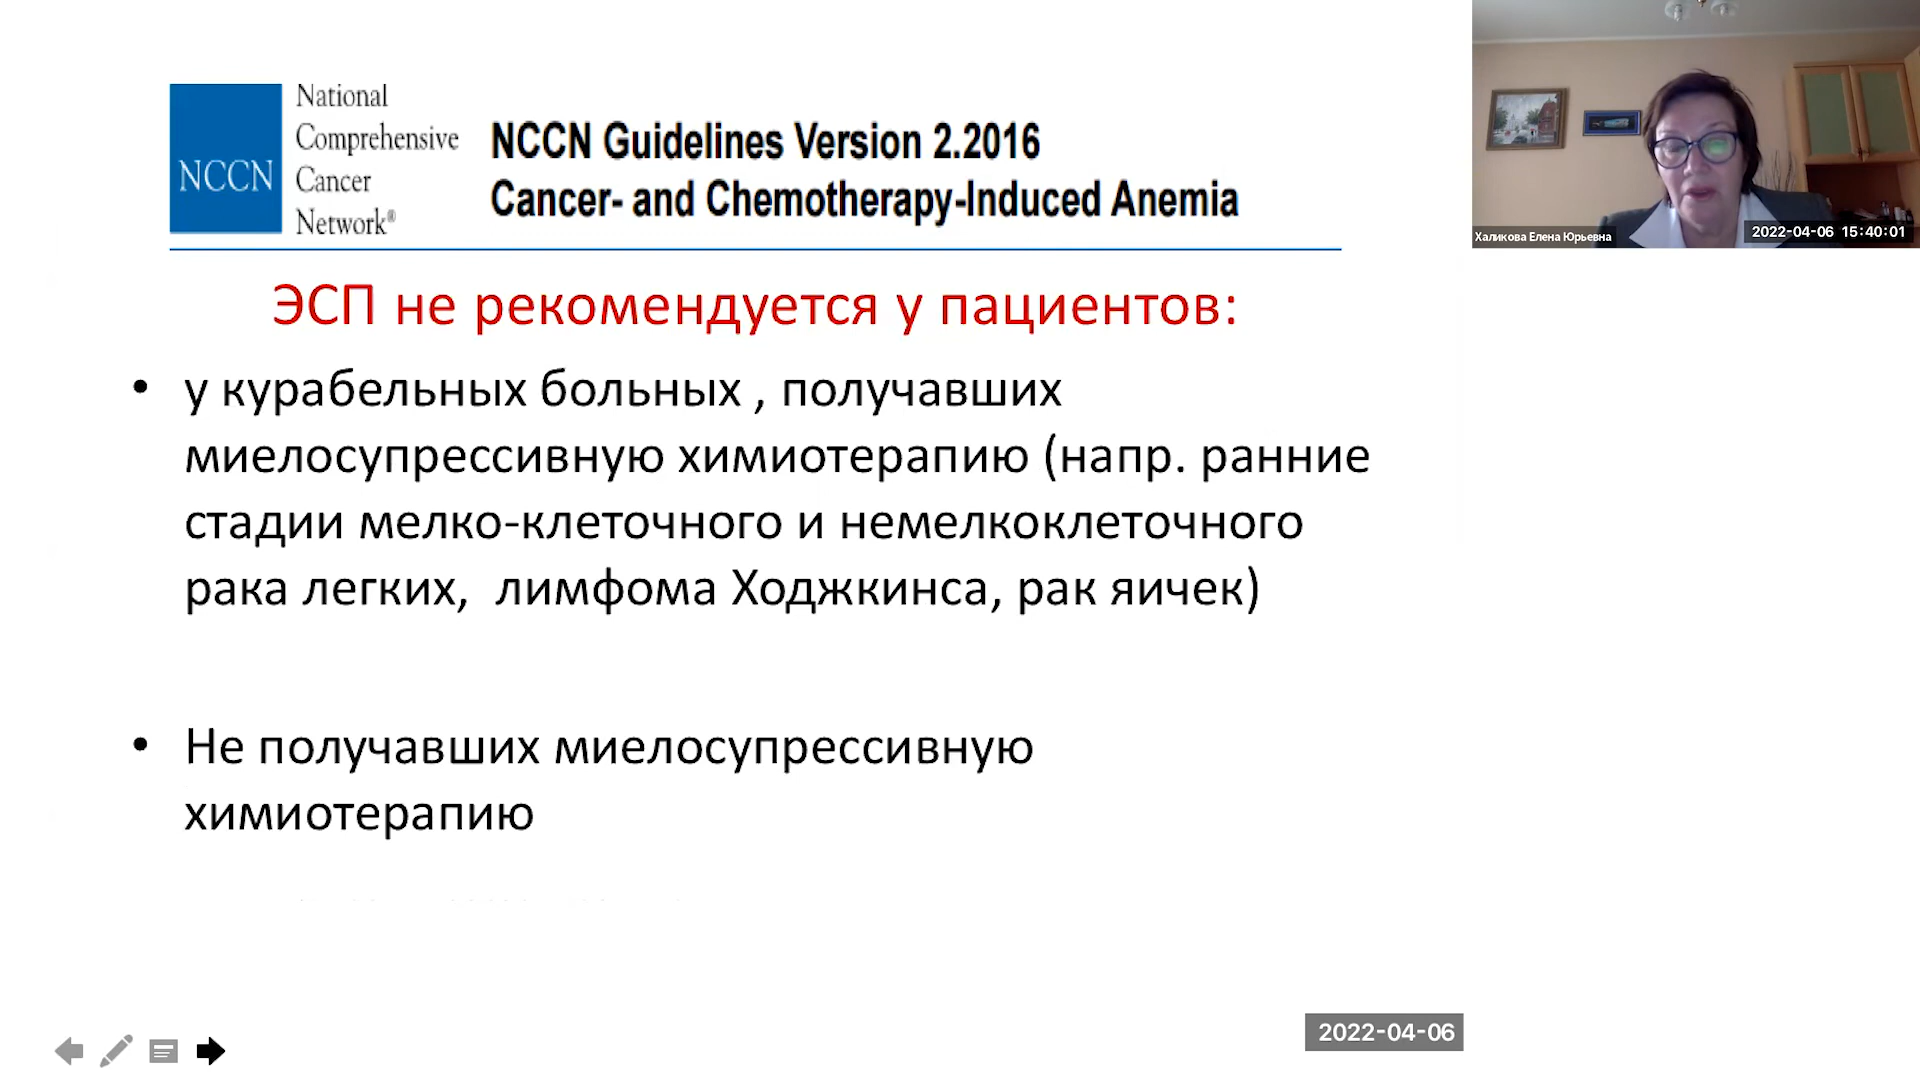 National
Comprehensive
Cancer
Network®
NCCN
NCCN Guidelines Version 2.2016
Cancer- and Chemotherapy-Induced Anemia
ЭСП не рекомендуется у пациентов:
• у курабельных больных , получавших
миелосупрессивную химиотерапию (напр. ранние
стадии мелко-клеточного и немелкоклеточного
рака легких, лимфома Ходжкинса, рак яичек)
• Не получавших миелосупрессивную
химиотерапию
2022-04-06
Халикова Елена Юрьевна
2022-04-06 15:40:01